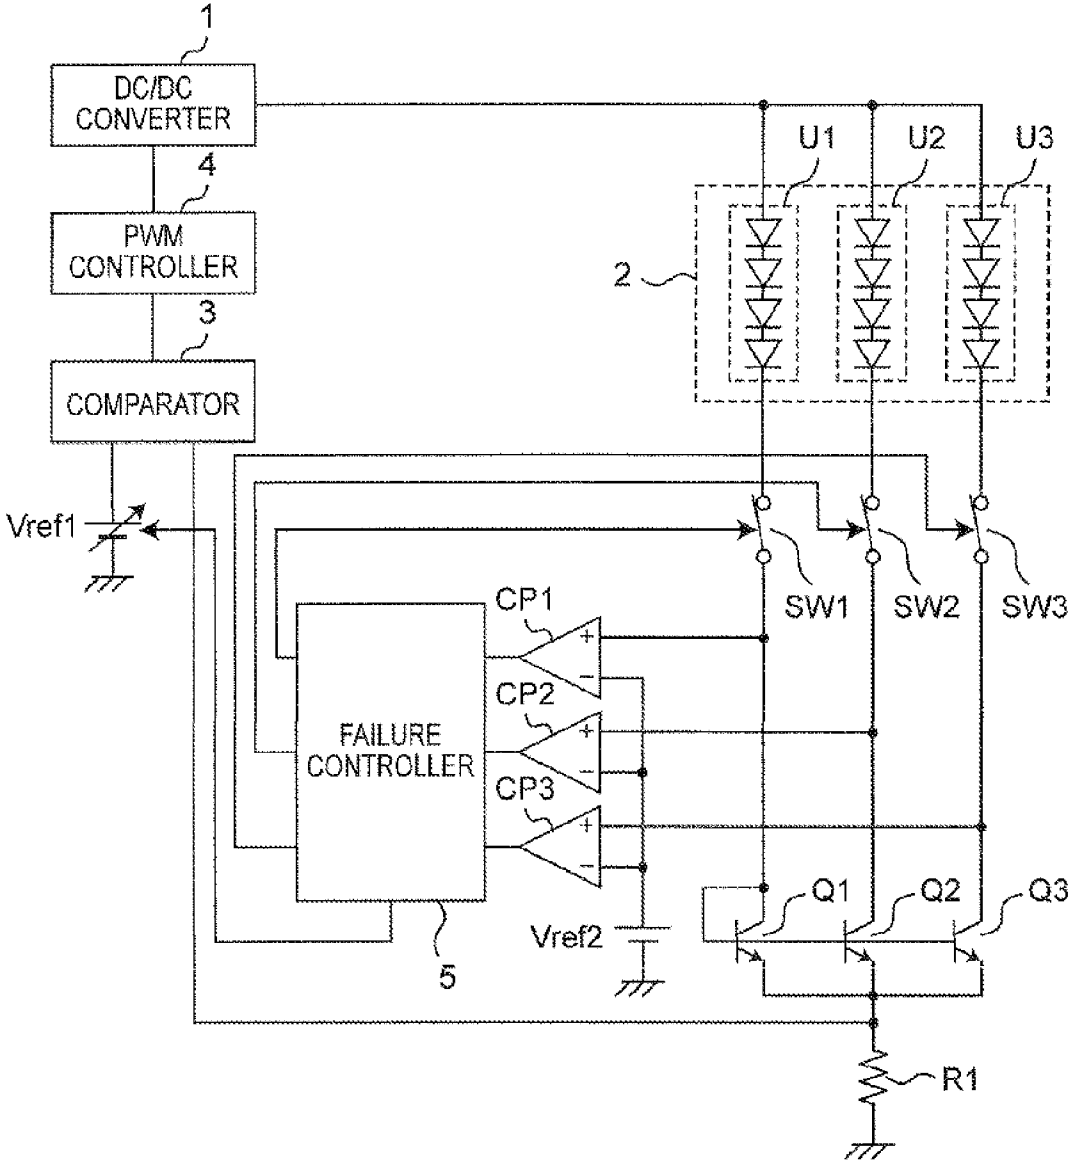 1
DC/DC
CONVERTER
4
PWM
CONTROLLER
3
COMPARATOR
Vref1
U1
U2
U3
2
SW1
SW2
SW3
CP1
CP2
CP3
+
−
+
−
+
−
FAILURE
CONTROLLER
5
Vref2
Q1
Q2
Q3
R1